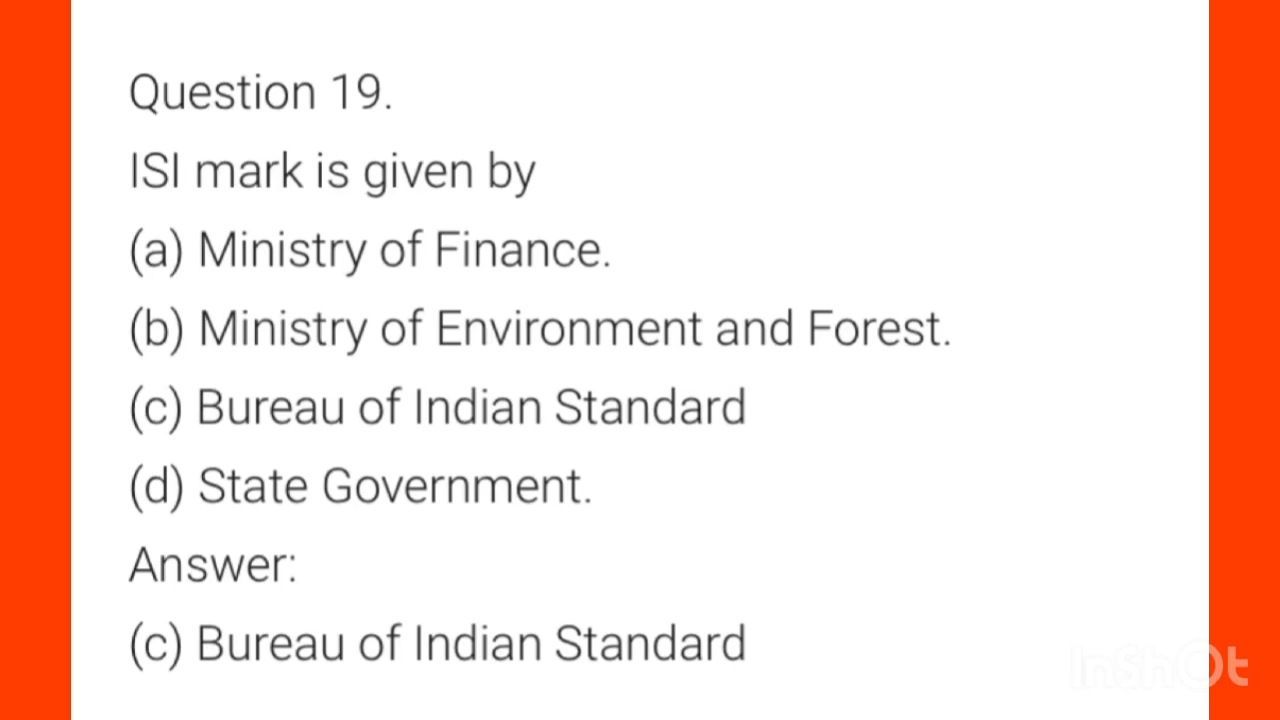 Question 19.
ISI mark is given by
(a) Ministry of Finance.
(b) Ministry of Environment and Forest.
(c) Bureau of Indian Standard
(d) State Government.
Answer:
(c) Bureau of Indian Standard
InShOt